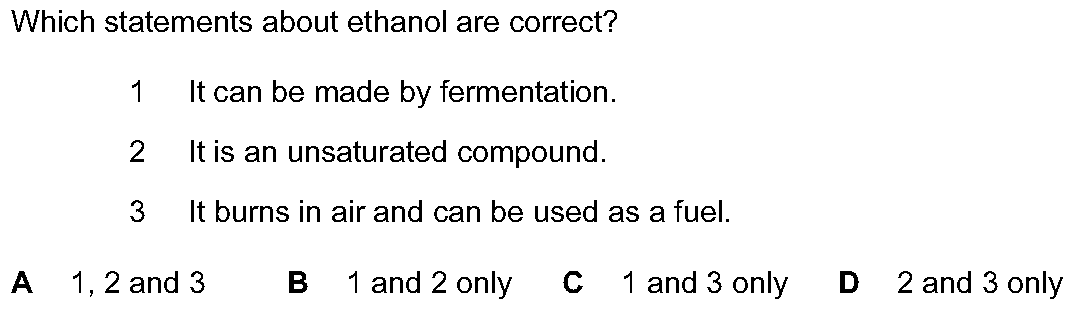 Which statements about ethanol are correct?
1 It can be made by fermentation.
2 It is an unsaturated compound.
3 It burns in air and can be used as a fuel.
A 1, 2 and 3 B 1 and 2 only C 1 and 3 only D 2 and 3 only